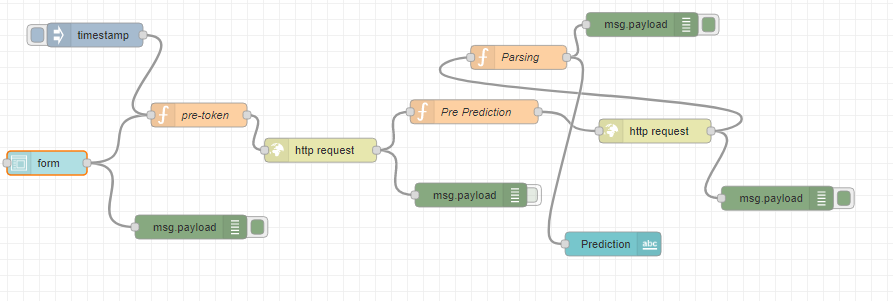 msg.payload
timestamp
Parsing
pre-token
Pre Prediction
http request
http request
form
msg.payload
msg.payload
msg.payload
Prediction
abc